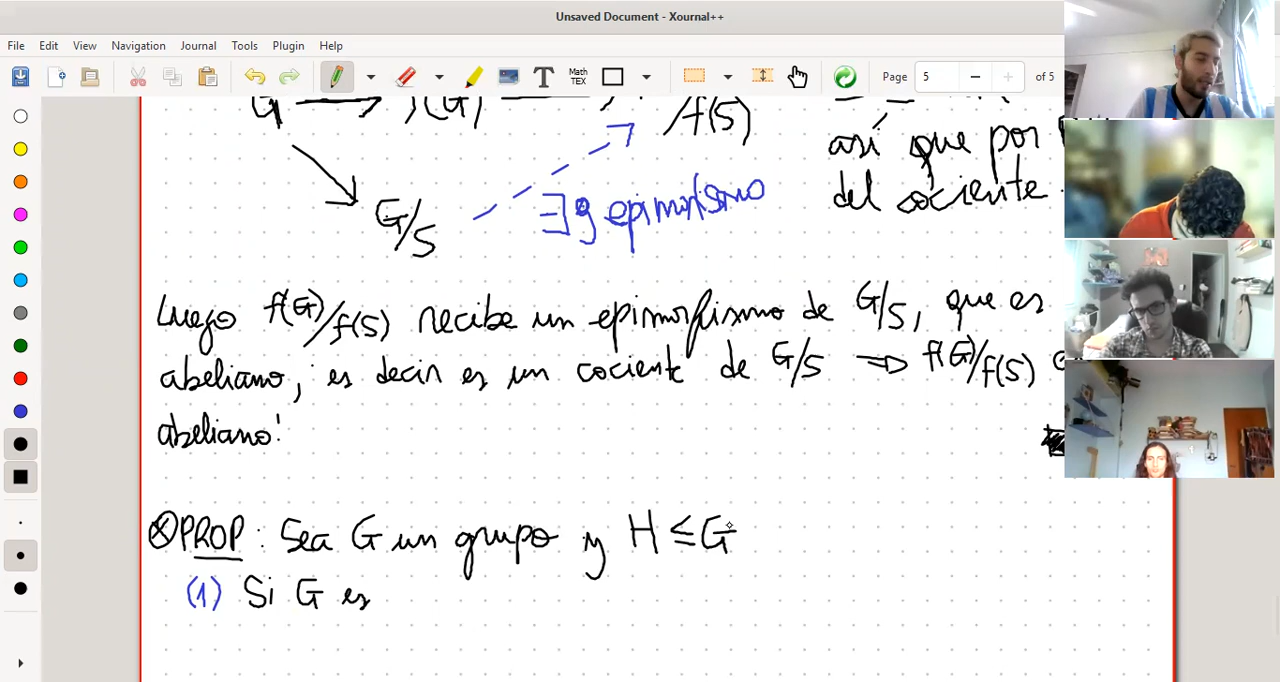 Unsaved Document - Xournal++
File Edit View Navigation Journal Tools Plugin Help
T Math TEX Page 5 of 5
G f(G) /f(S)
así que por
del cociente
G/S ∃ g epimorfismo
Luego f(G)/f(S) recibe un epimorfismo de G/S, que es
abeliano, es decir es un cociente de G/S ⇒ f(G)/f(S)
abeliano!
PROP: Sea G un grupo y H ≤ G
(1) Si G es